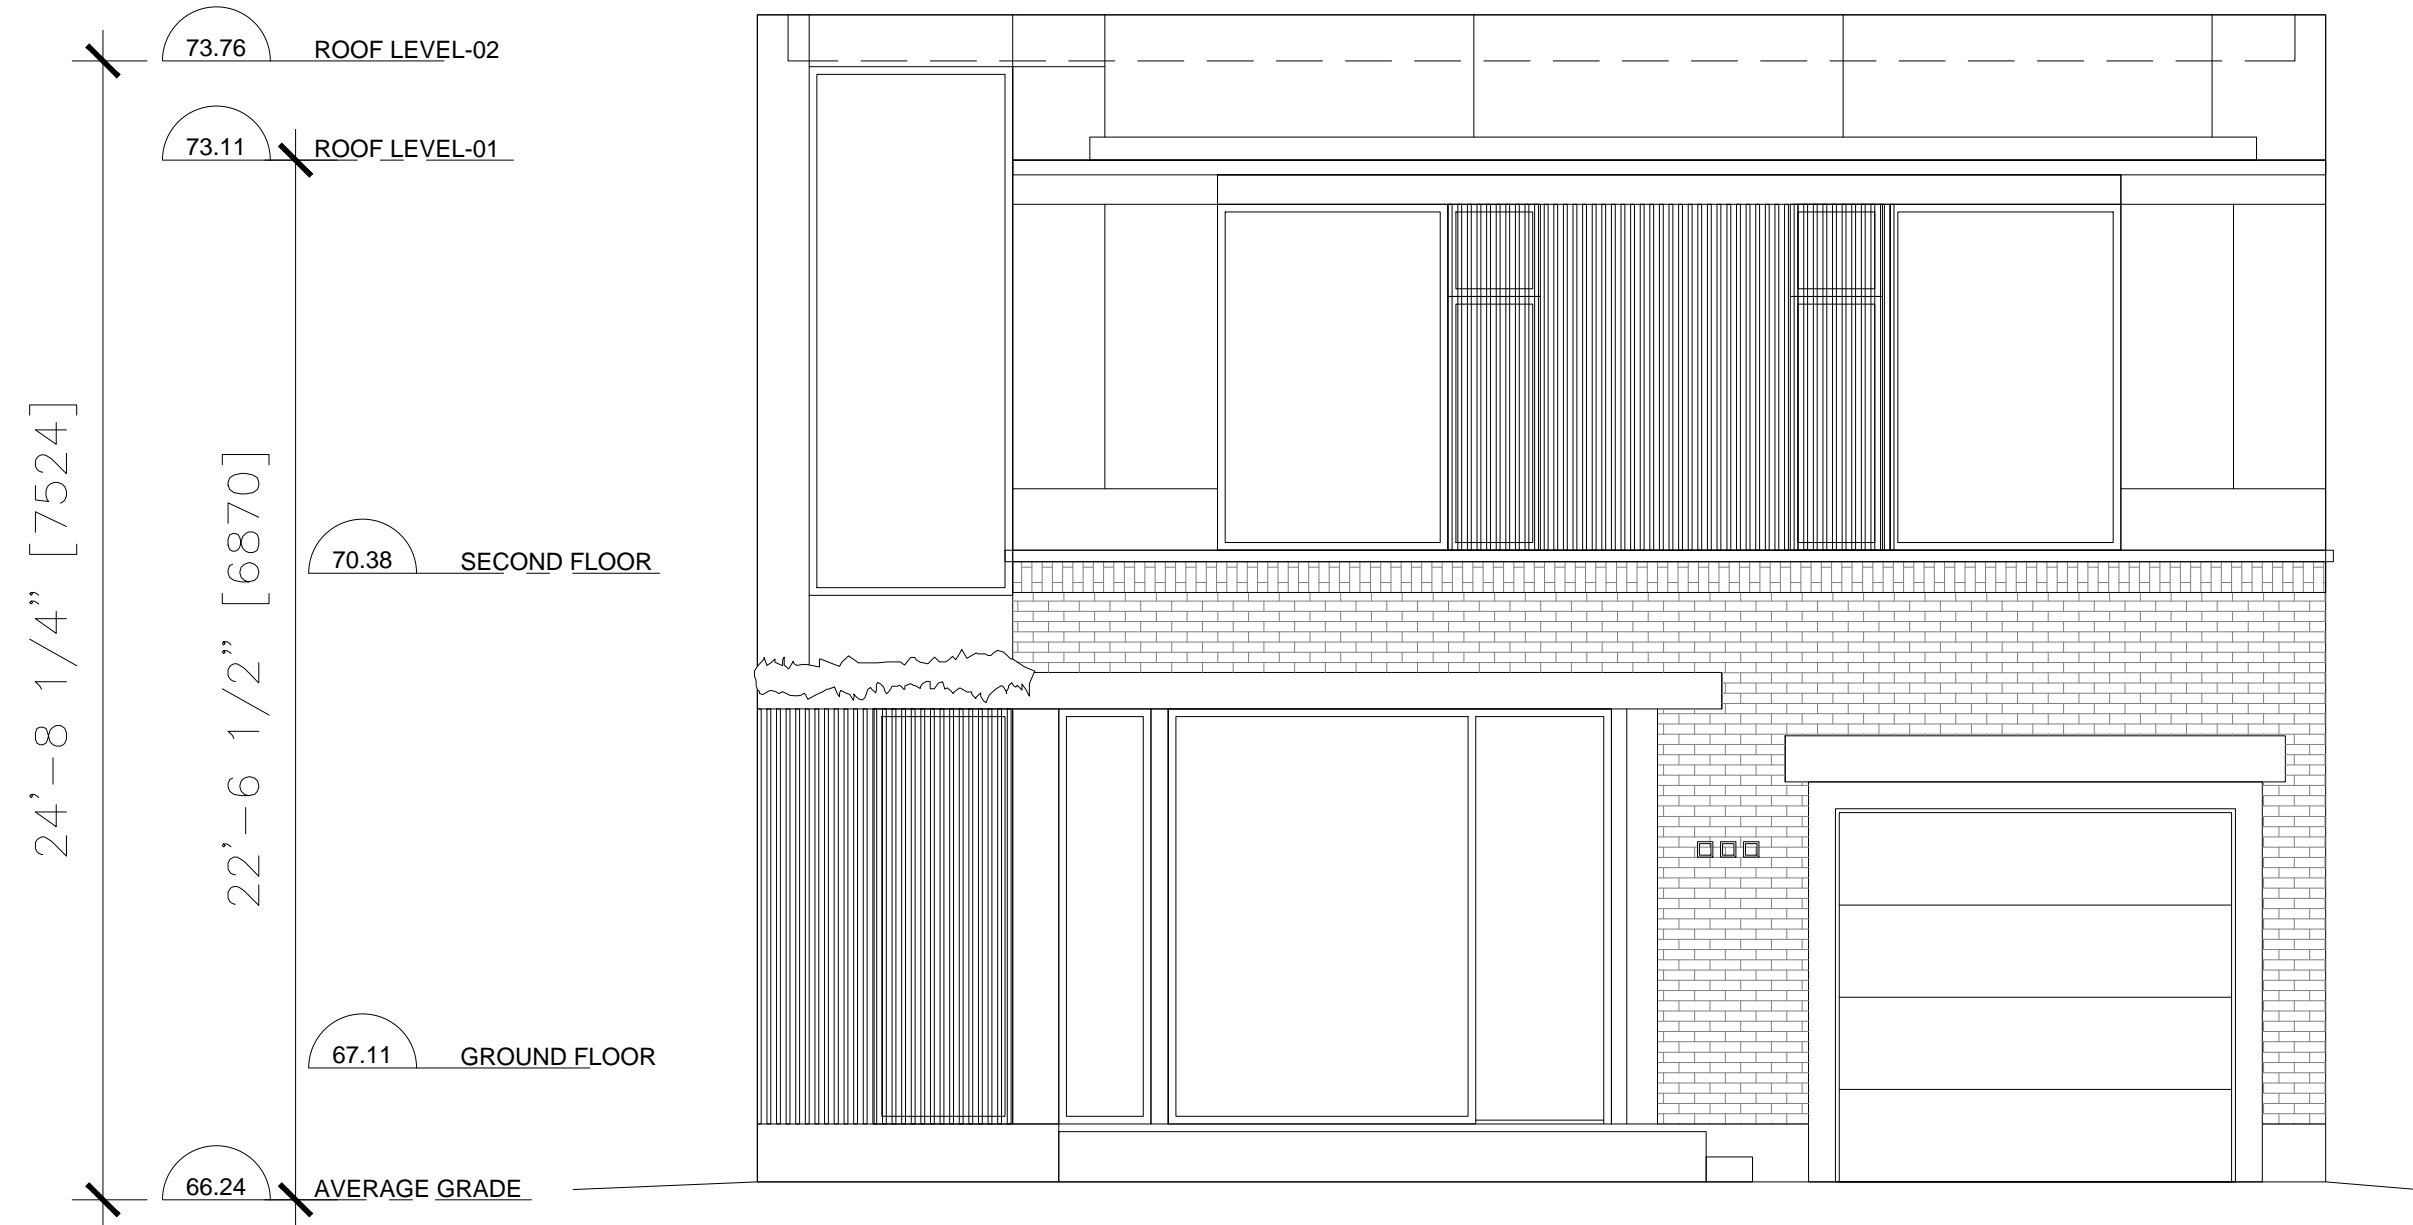 73.76 ROOF LEVEL-02
73.11 ROOF LEVEL-01
24'-8 1/4" [7524]
22'-6 1/2" [6870]
70.38 SECOND FLOOR
67.11 GROUND FLOOR
66.24 AVERAGE GRADE